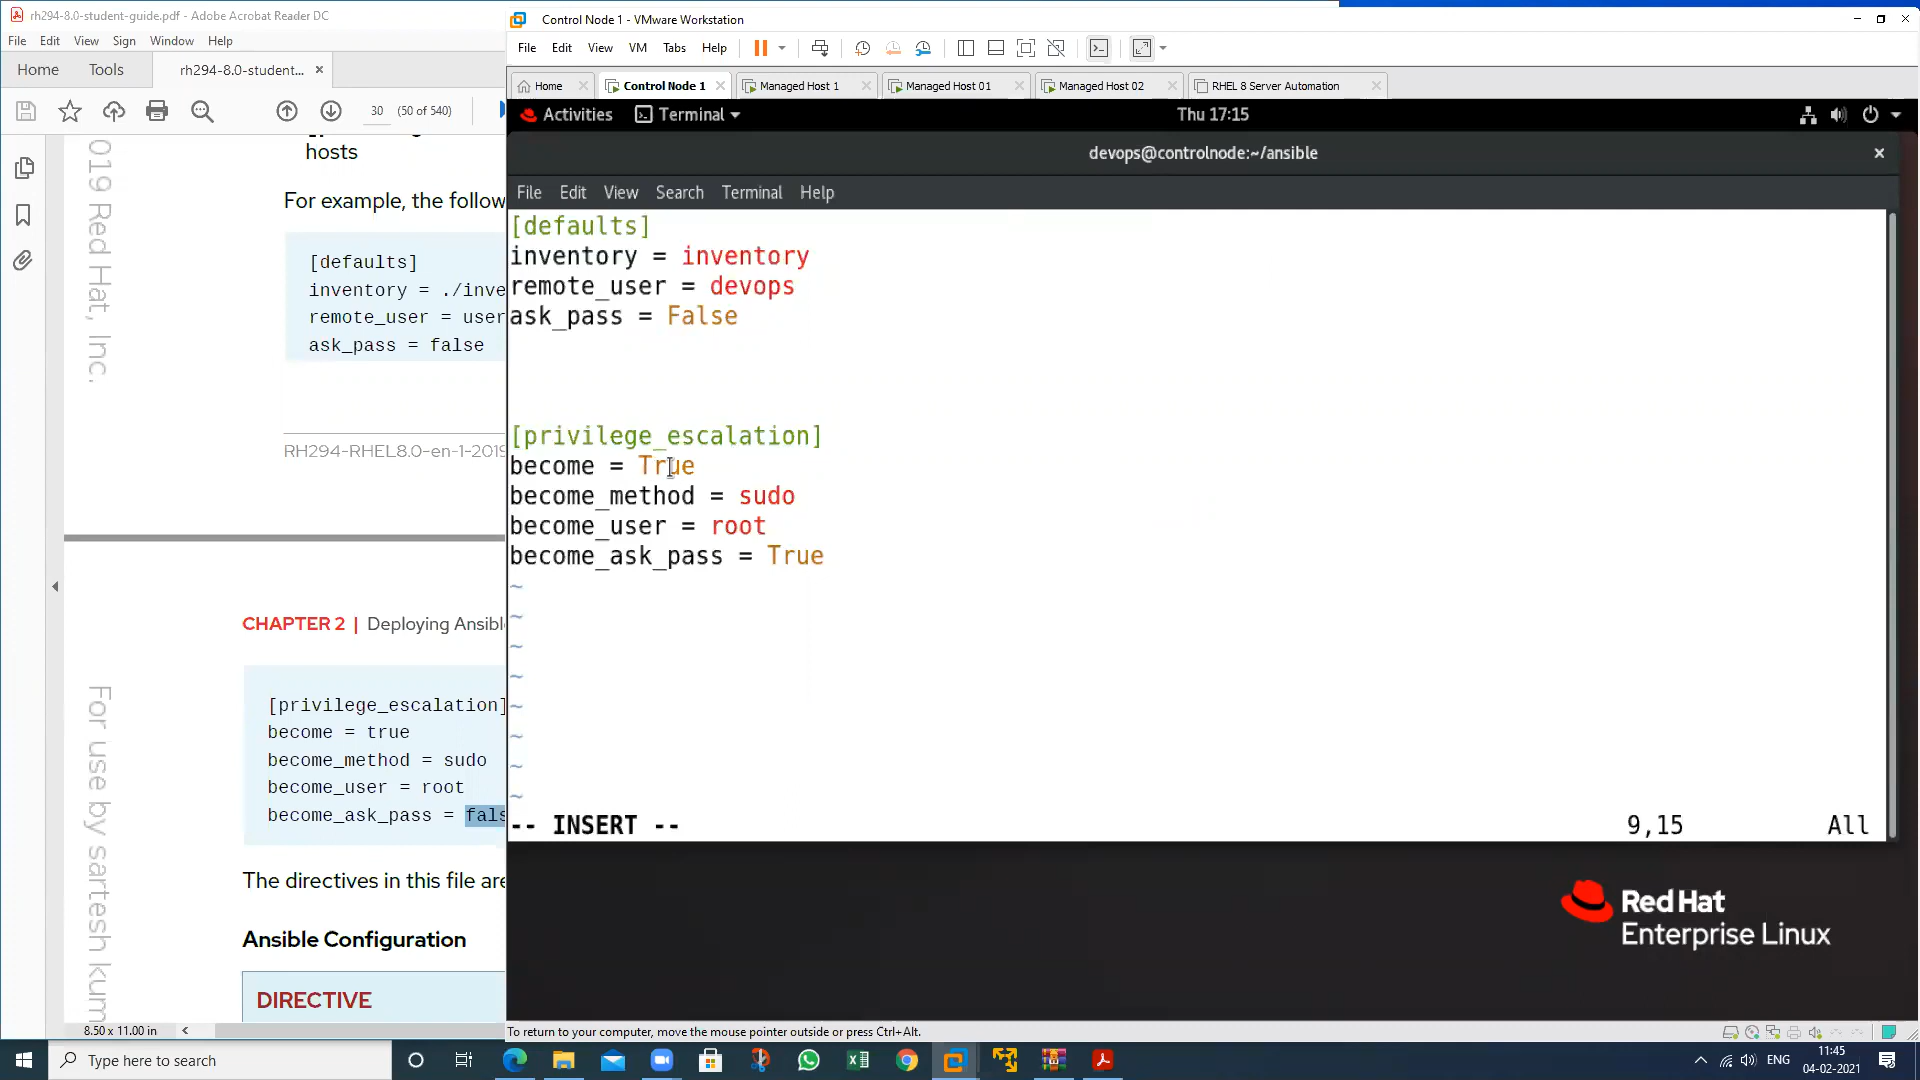 rh294-8.0-student-guide.pdf - Adobe Acrobat Reader DC
File Edit View Sign Window Help
Home Tools rh294-8.0-student... ×
30 (50 of 540)
hosts
For example, the follow
[defaults]
inventory = ./inve
remote_user = user
ask_pass = false
RH294-RHEL8.0-en-1-2019
019 Red Hat, Inc.
CHAPTER 2 | Deploying Ansibl
[privilege_escalation]
become = true
become_method = sudo
become_user = root
become_ask_pass = fals
For use by sartesh kum
The directives in this file are
Ansible Configuration
DIRECTIVE
8.50 x 11.00 in
Control Node 1 - VMware Workstation
File Edit View VM Tabs Help
Home Control Node 1 Managed Host 1 Managed Host 01 Managed Host 02 RHEL 8 Server Automation
Activities Terminal Thu 17:15
devops@controlnode:~/ansible
File Edit View Search Terminal Help
[defaults]
inventory = inventory
remote_user = devops
ask_pass = False
[privilege_escalation]
become = True
become_method = sudo
become_user = root
become_ask_pass = True
~
~
~
~
~
~
~
~
-- INSERT -- 9,15 All
Red Hat
Enterprise Linux
To return to your computer, move the mouse pointer outside or press Ctrl+Alt.
Type here to search
ENG
11:45
04-02-2021